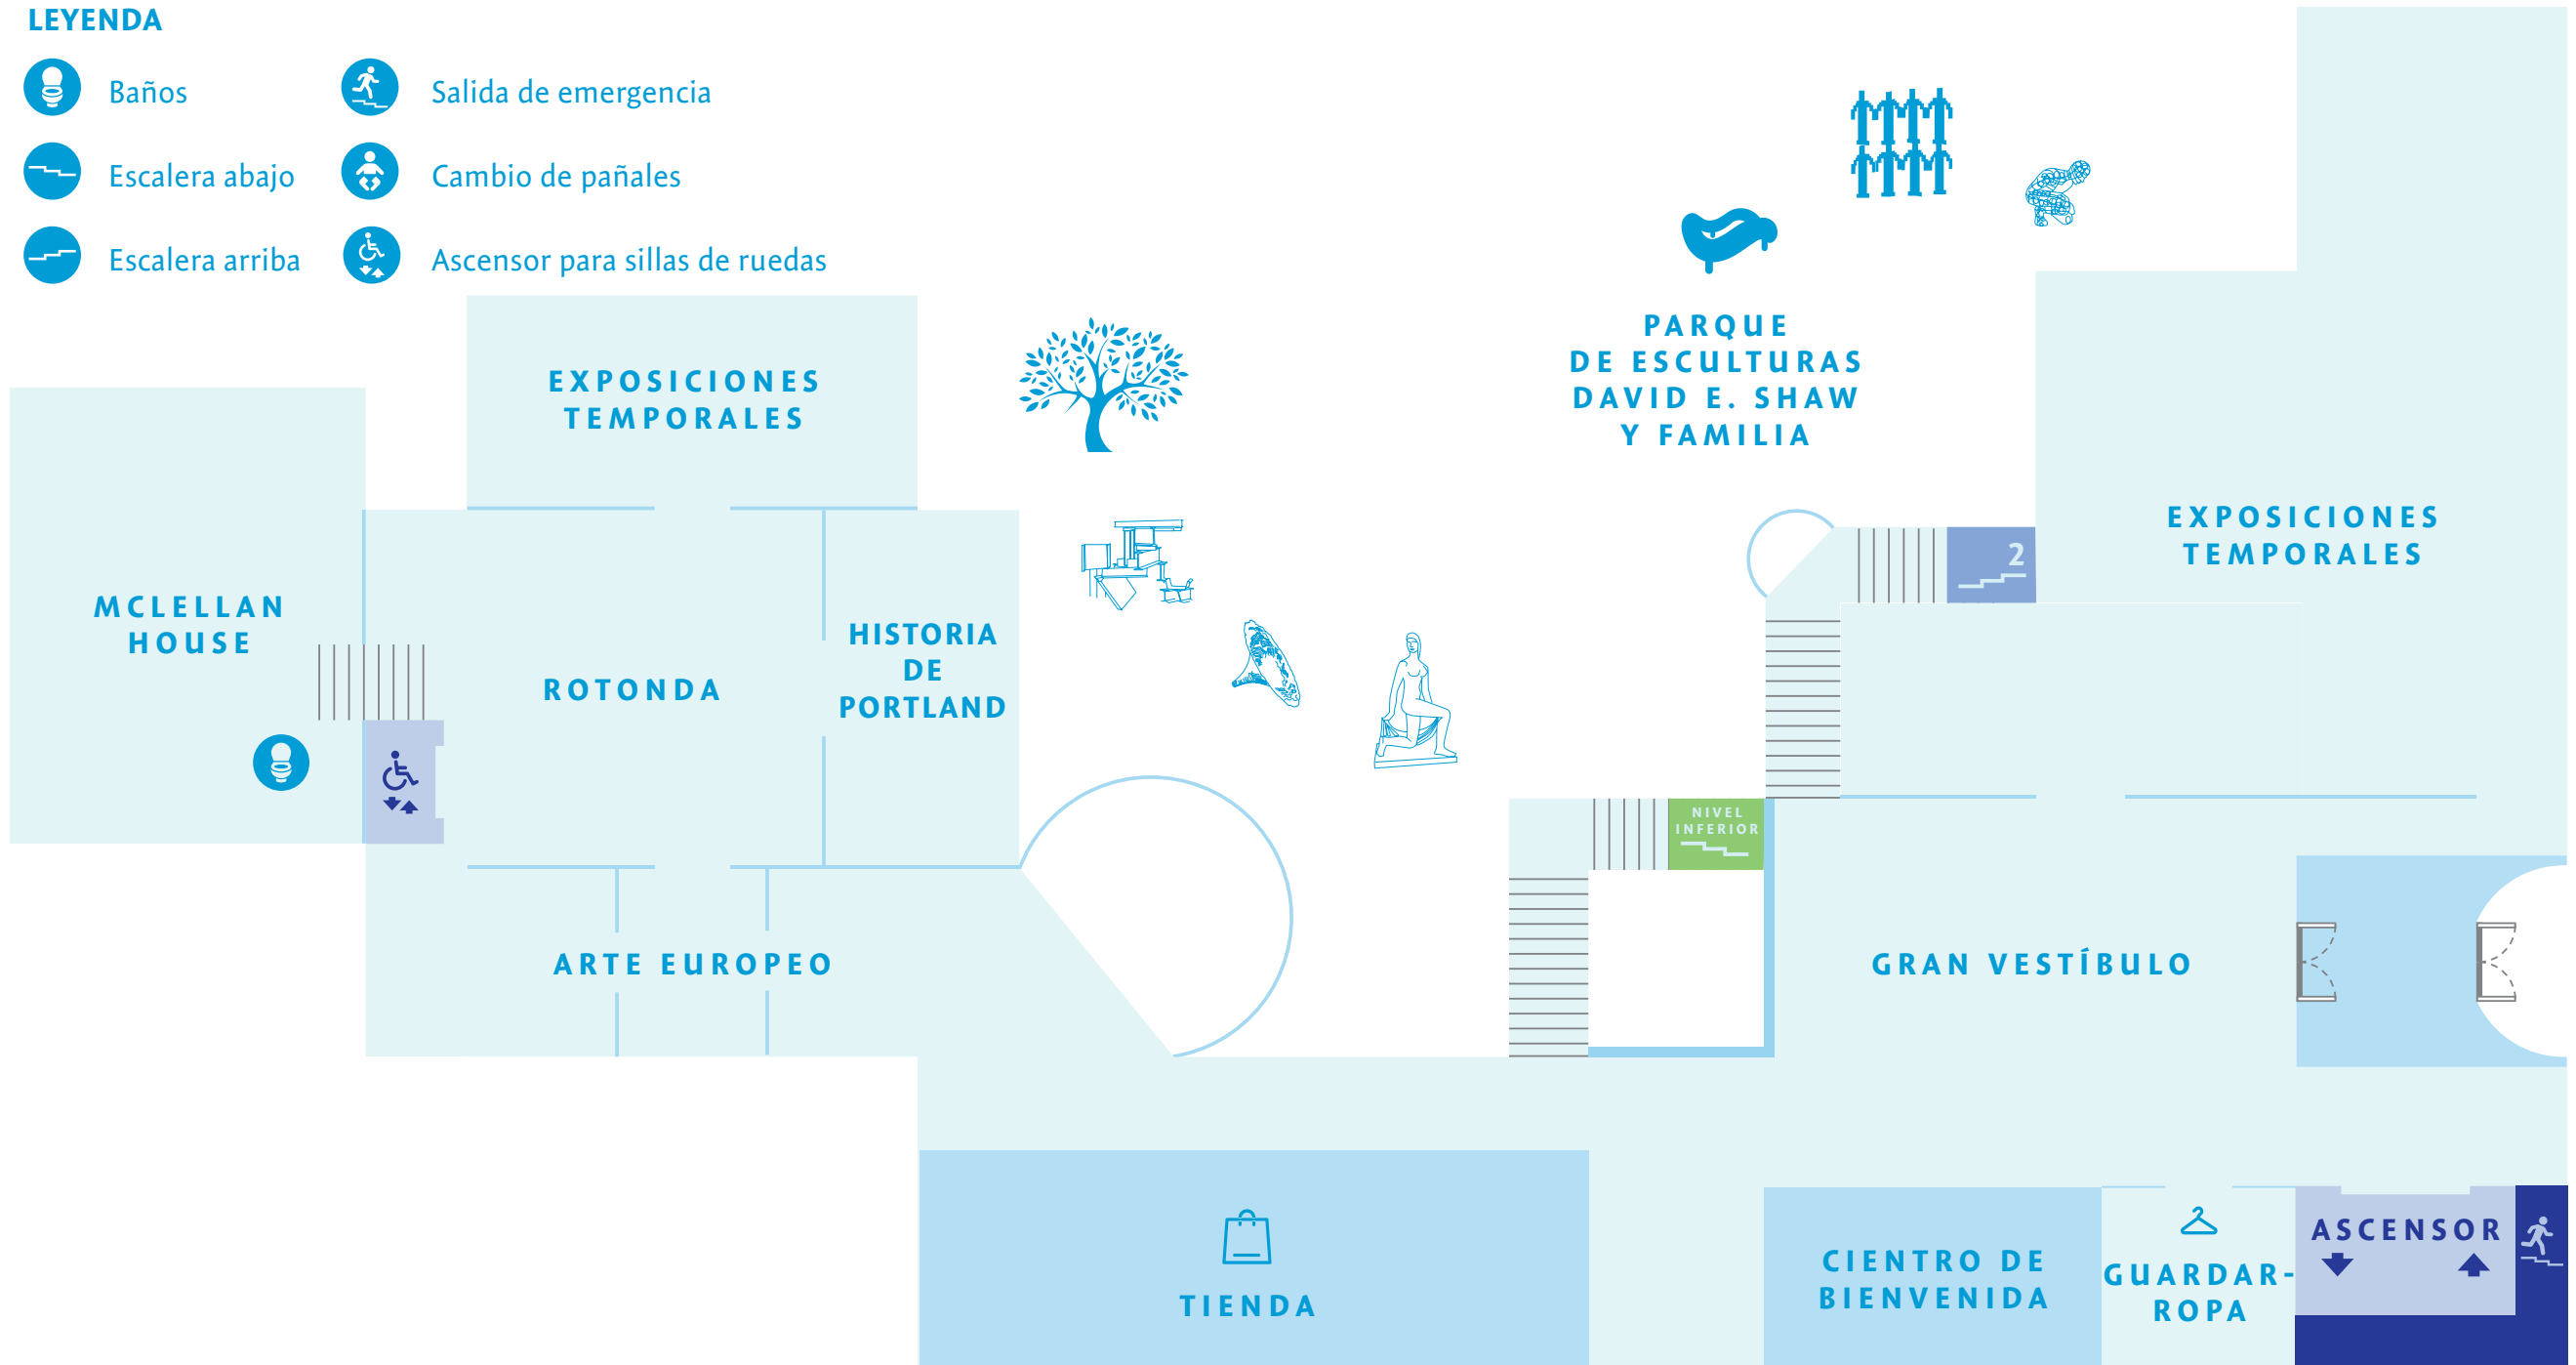 LEYENDA
Baños
Salida de emergencia
Escalera abajo
Cambio de pañales
Escalera arriba
Ascensor para sillas de ruedas
EXPOSICIONES
TEMPORALES
PARQUE
DE ESCULTURAS
DAVID E. SHAW
Y FAMILIA
MCLELLAN
HOUSE
ROTONDA
HISTORIA
DE
PORTLAND
2
EXPOSICIONES
TEMPORALES
NIVEL
INFERIOR
ARTE EUROPEO
GRAN VESTÍBULO
TIENDA
CIENTRO DE
BIENVENIDA
GUARDAR-
ROPA
ASCENSOR